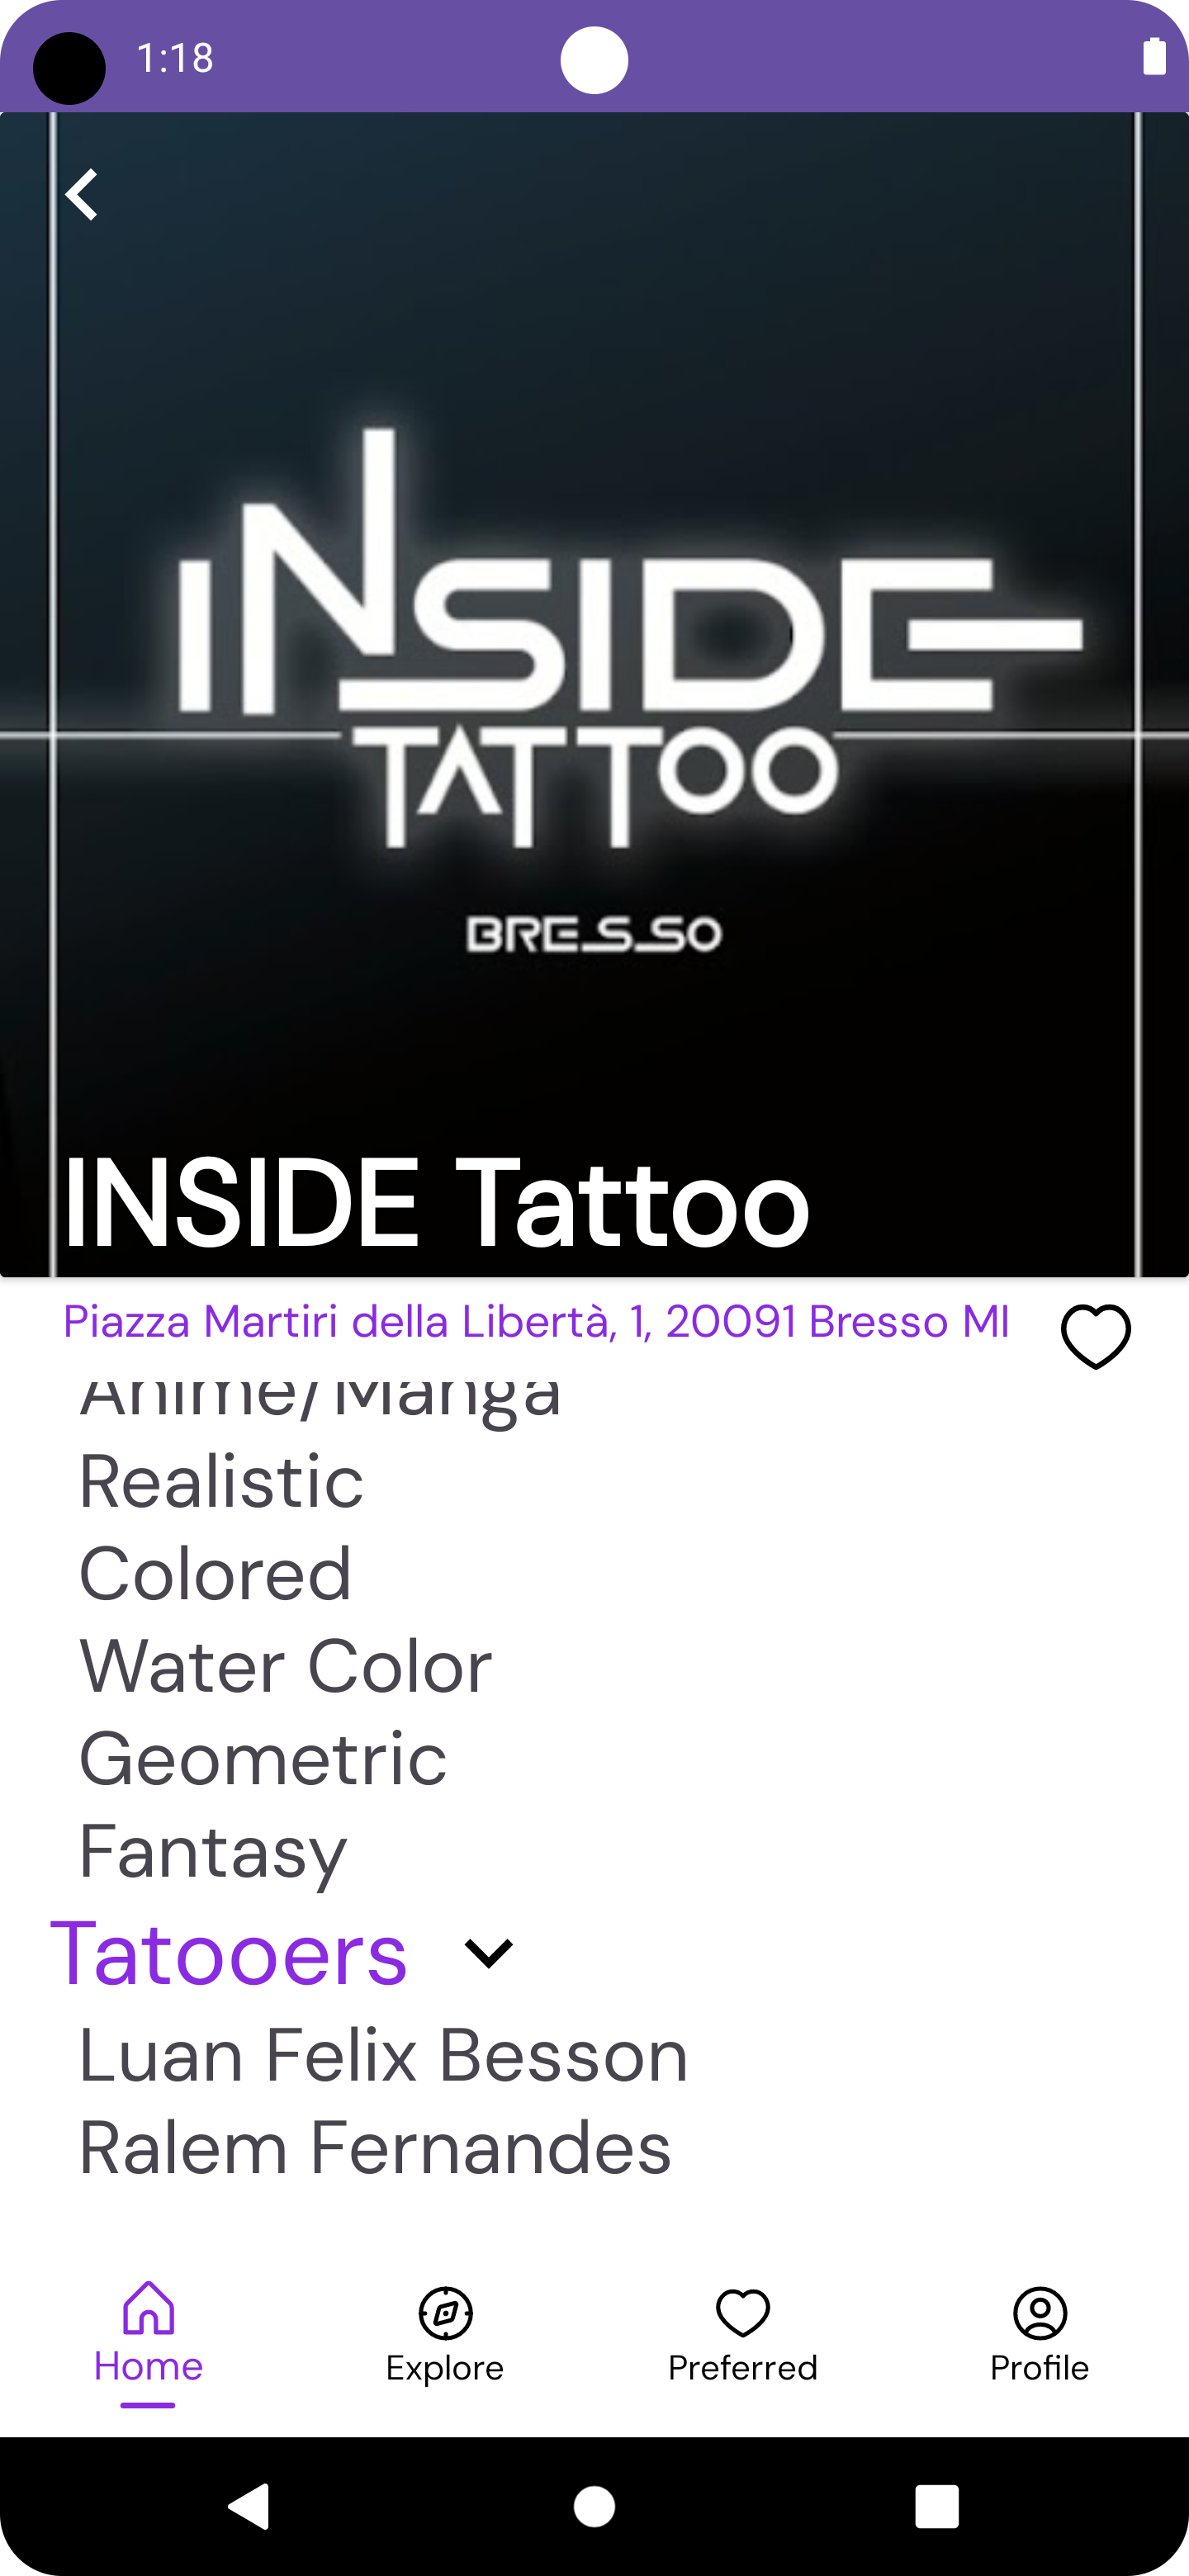 1:18
INSIDE
TATTOO
BRESSO
INSIDE Tattoo
Piazza Martiri della Libertà, 1, 20091 Bresso MI
Anime/Manga
Realistic
Colored
Water Color
Geometric
Fantasy
Tatooers
Luan Felix Besson
Ralem Fernandes
Home
Explore
Preferred
Profile